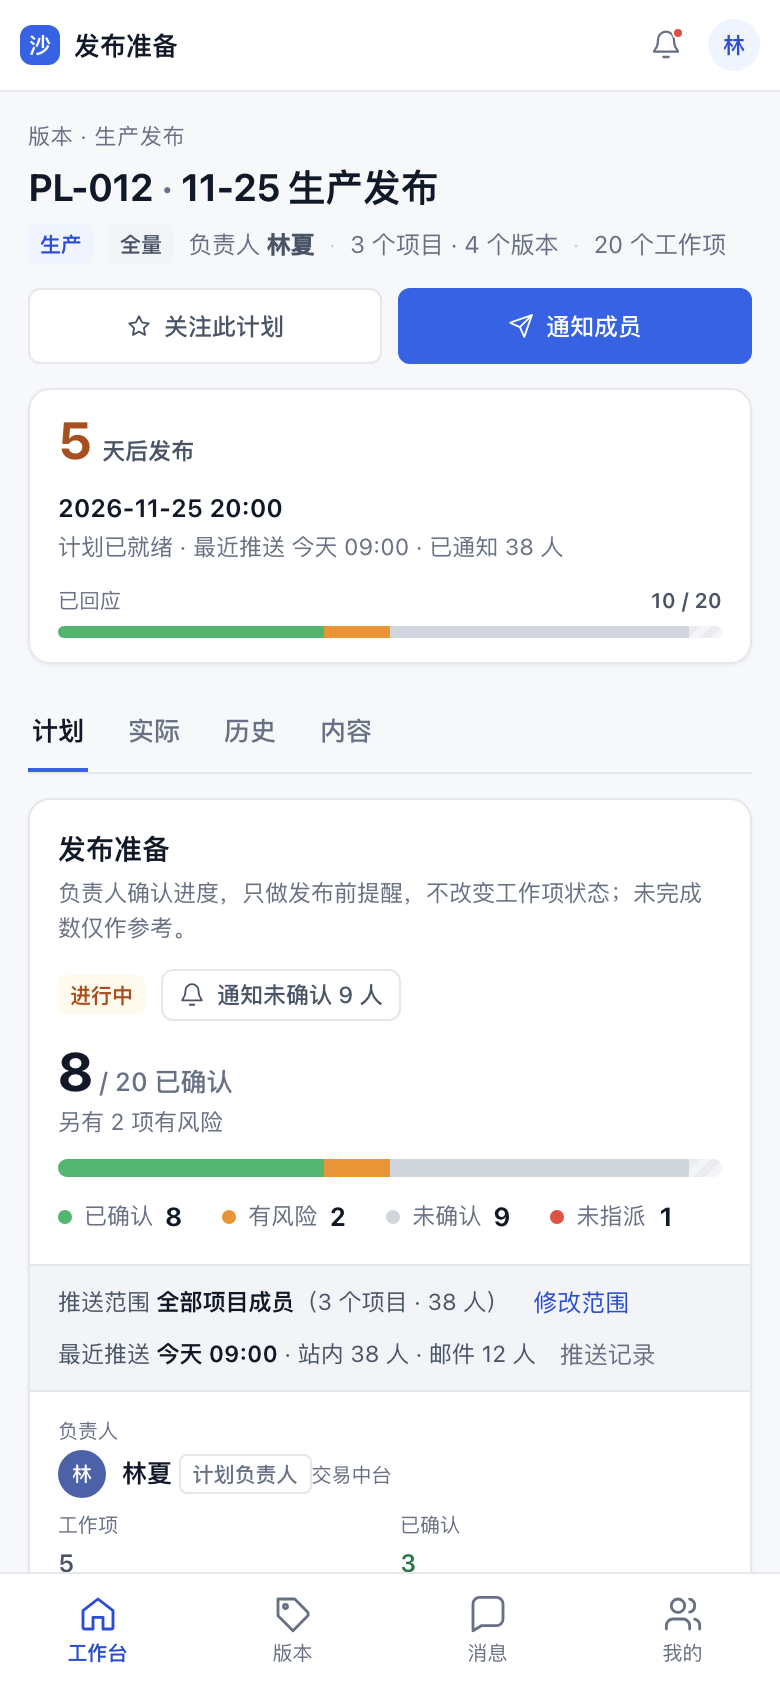 沙 发布准备 林
版本 · 生产发布
PL-012 · 11-25 生产发布
生产 全量 负责人 林夏 · 3 个项目 · 4 个版本 · 20 个工作项
关注此计划 通知成员
5 天后发布
2026-11-25 20:00
计划已就绪 · 最近推送 今天 09:00 · 已通知 38 人
已回应 10 / 20
计划 实际 历史 内容
发布准备
负责人确认进度，只做发布前提醒，不改变工作项状态；未完成
数仅作参考。
进行中 通知未确认 9 人
8 / 20 已确认
另有 2 项有风险
已确认 8 有风险 2 未确认 9 未指派 1
推送范围 全部项目成员（3 个项目 · 38 人） 修改范围
最近推送 今天 09:00 · 站内 38 人 · 邮件 12 人 推送记录
负责人
林 林夏 计划负责人 交易中台
工作项 已确认
5 3
工作台 版本 消息 我的